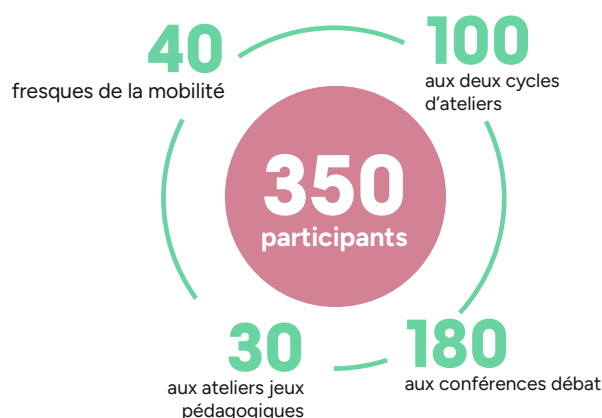 40
fresques de la mobilité
100
aux deux cycles
d'ateliers
350
participants
30
aux ateliers jeux
pédagogiques
180
aux conférences débat